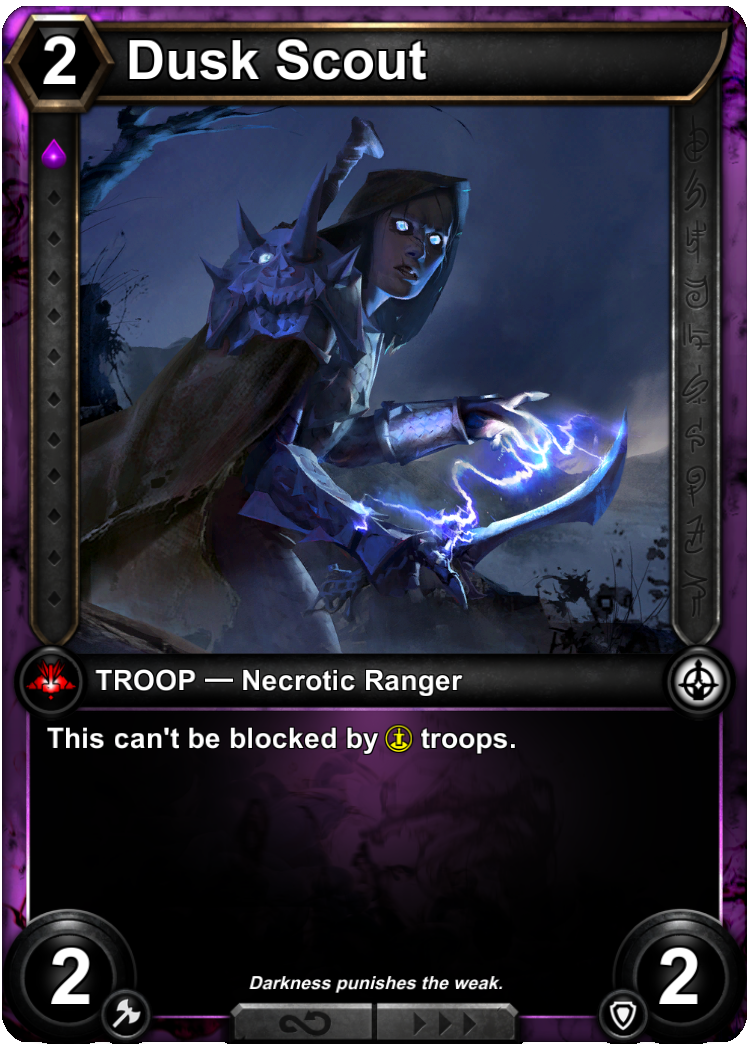 2 Dusk Scout
TROOP — Necrotic Ranger
This can't be blocked by troops.
Darkness punishes the weak.
2 2